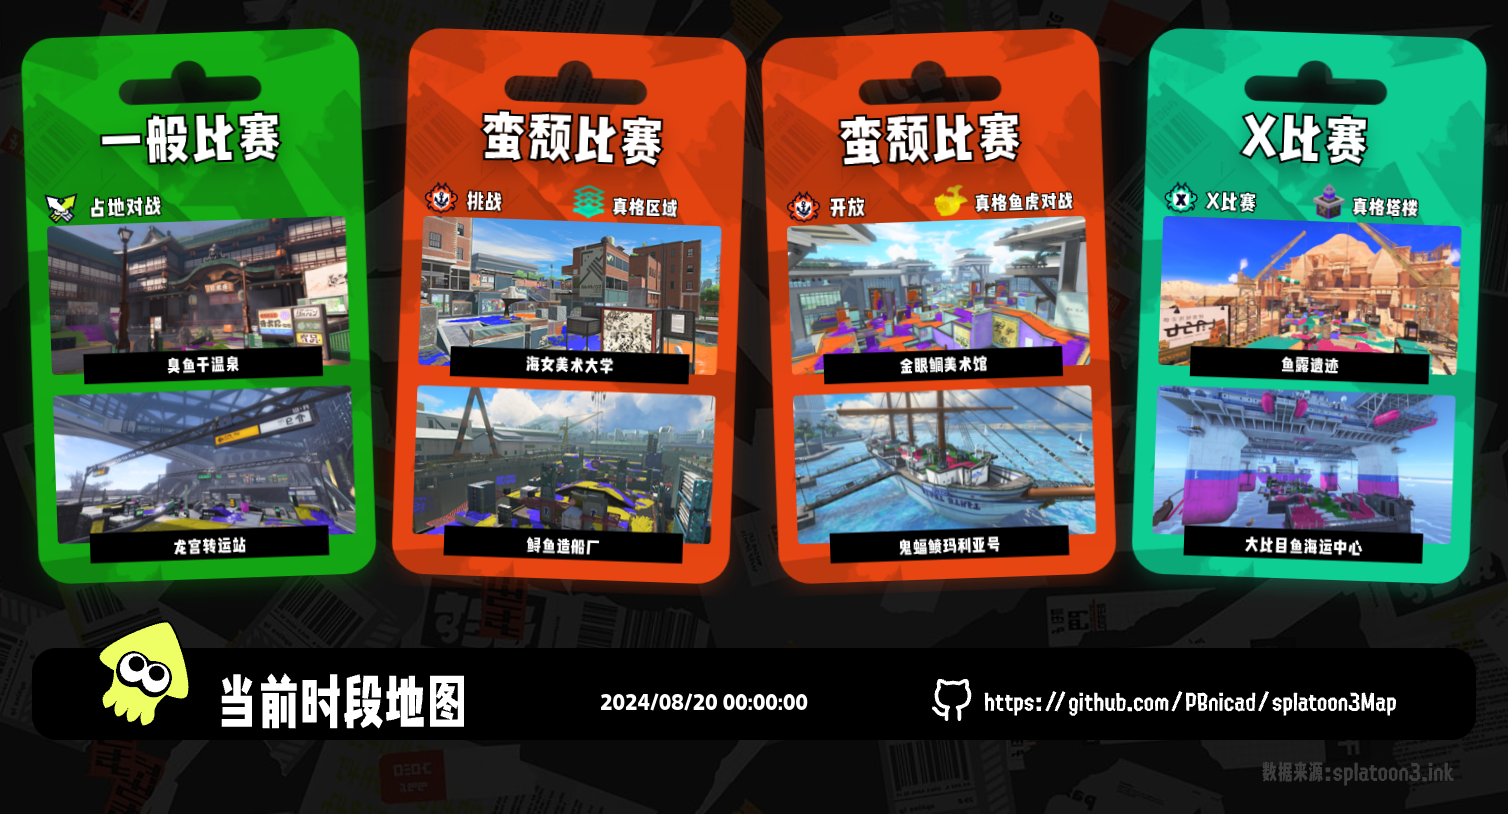 一般比赛
占地对战
臭鱼干温泉
龙宫转运站
蛮颓比赛
挑战
真格区域
海女美术大学
鲟鱼造船厂
蛮颓比赛
开放
真格鱼虎对战
金眼鲷美术馆
鬼蝠鲼玛利亚号
X比赛
X比赛
真格塔楼
鱼露遗迹
大比目鱼海运中心
当前时段地图
2024/08/20 00:00:00
https://github.com/PBnicad/splatoon3Map
数据来源:splatoon3.ink